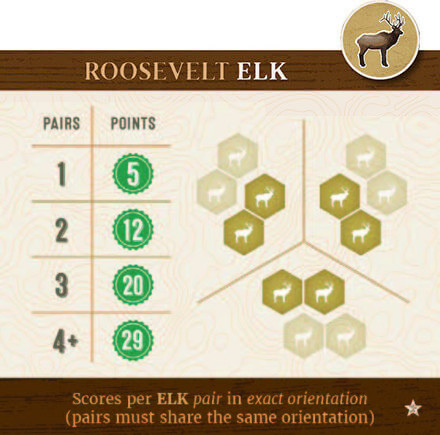 ROOSEVELT ELK
PAIRS POINTS
1 5
2 12
3 20
4+ 29
Scores per ELK pair in exact orientation
(pairs must share the same orientation)